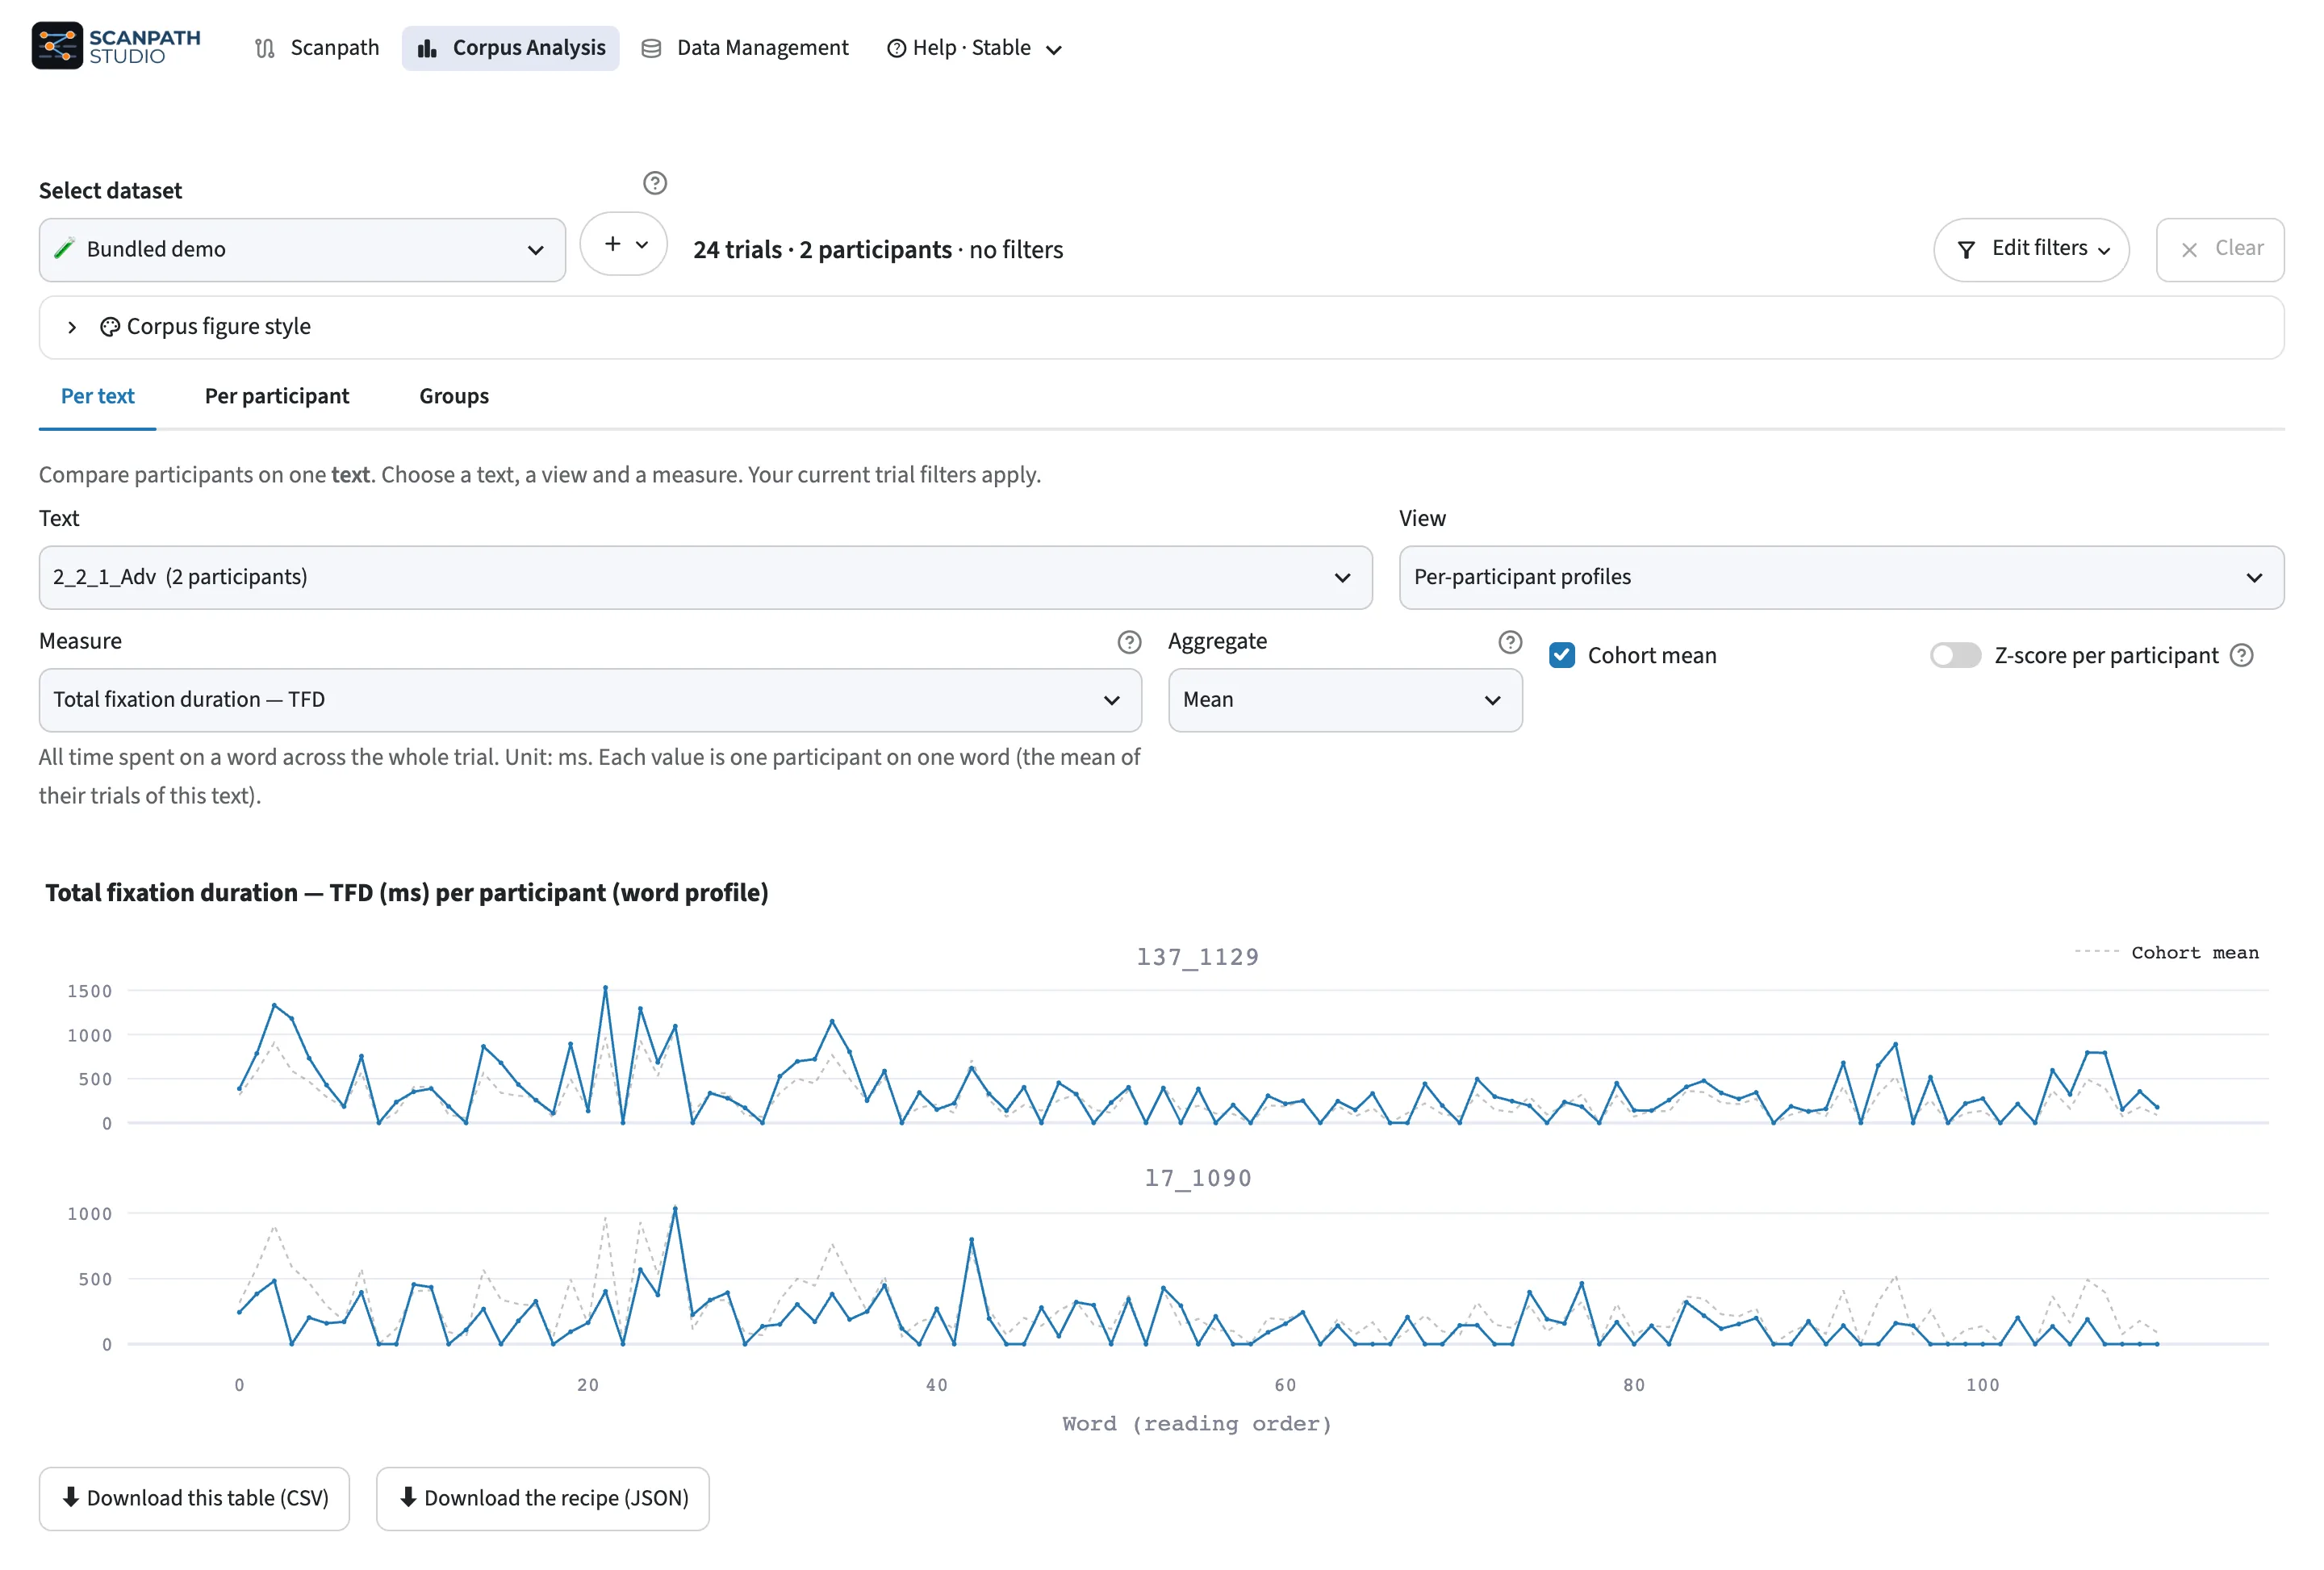 SCANPATH
STUDIO
Scanpath
Corpus Analysis
Data Management
Help · Stable
Select dataset
Bundled demo
+
24 trials · 2 participants · no filters
Edit filters
Clear
Corpus figure style
Per text
Per participant
Groups
Compare participants on one text. Choose a text, a view and a measure. Your current trial filters apply.
Text
View
2_2_1_Adv (2 participants)
Per-participant profiles
Measure
Aggregate
Cohort mean
Z-score per participant
Total fixation duration — TFD
Mean
All time spent on a word across the whole trial. Unit: ms. Each value is one participant on one word (the mean of
their trials of this text).
Total fixation duration — TFD (ms) per participant (word profile)
l37_1129
Cohort mean
1500
1000
500
0
l7_1090
1000
500
0
0 20 40 60 80 100
Word (reading order)
Download this table (CSV)
Download the recipe (JSON)